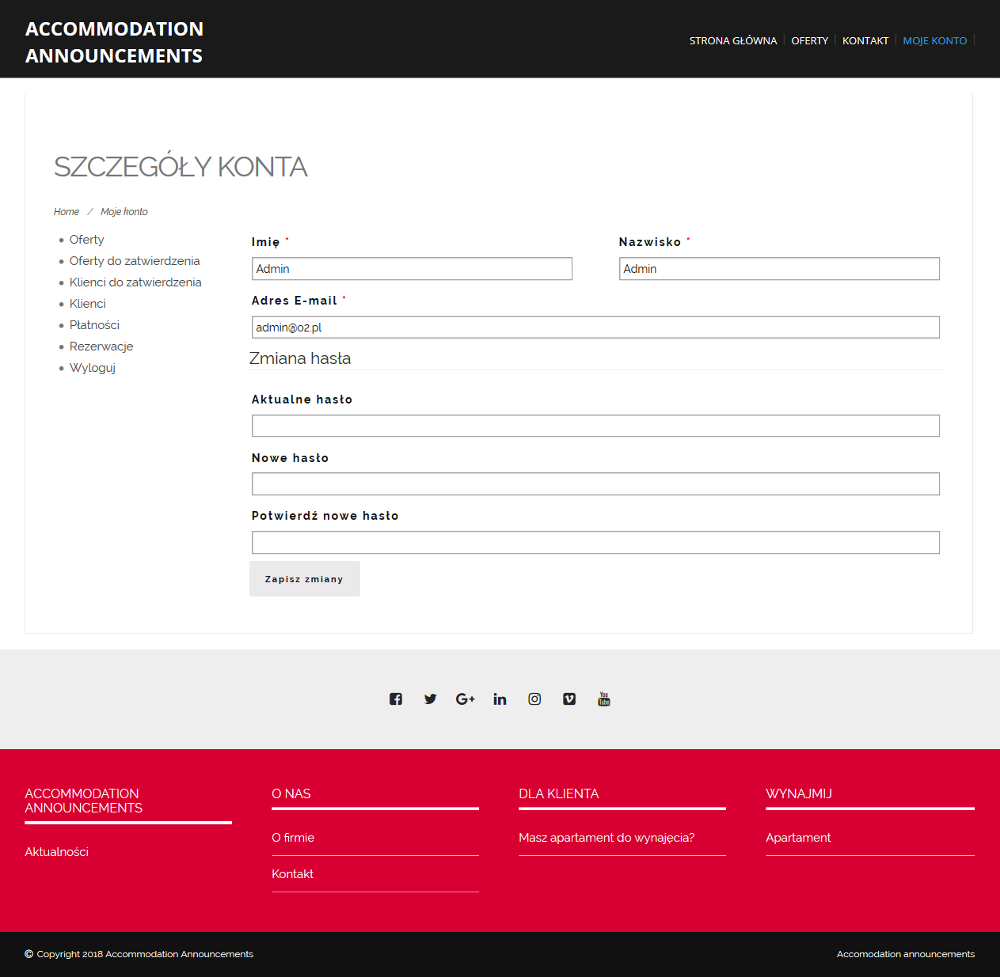 ACCOMMODATION
ANNOUNCEMENTS
STRONA GŁÓWNA
OFERTY
KONTAKT
MOJE KONTO
SZCZEGÓŁY KONTA
Home / Moje konto
Oferty
Oferty do zatwierdzenia
Klienci do zatwierdzenia
Klienci
Płatności
Rezerwacje
Wyloguj
Imię *
Nazwisko *
Admin
Admin
Adres E-mail *
admin@o2.pl
Zmiana hasła
Aktualne hasło
Nowe hasło
Potwierdź nowe hasło
Zapisz zmiany
You
Tube
ACCOMMODATION
ANNOUNCEMENTS
Aktualności
O NAS
O firmie
Kontakt
DLA KLIENTA
Masz apartament do wynajęcia?
WYNAJMIJ
Apartament
© Copyright 2018 Accommodation Announcements
Accomodation announcements